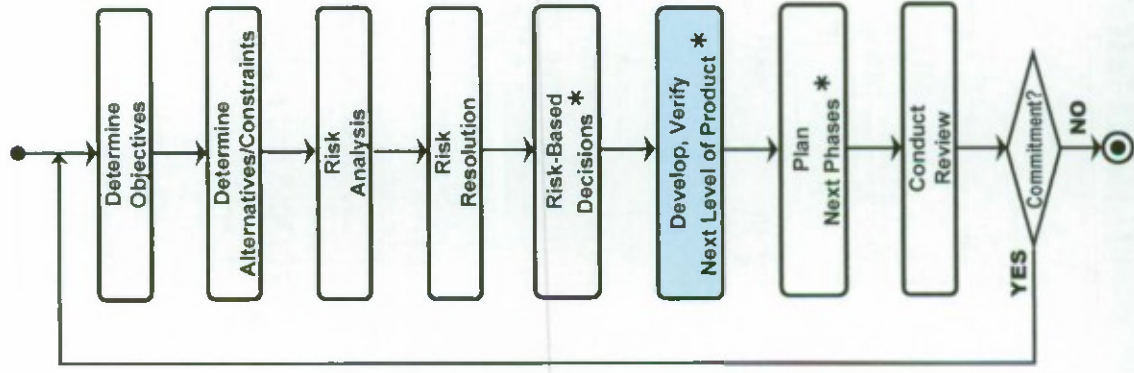 Determine
Objectives
Determine
Alternatives/Constraints
Risk
Analysis
Risk
Resolution
Risk-Based
Decisions *
Develop, Verify
Next Level of Product *
Plan
Next Phases *
Conduct
Review
Commitment?
YES
NO